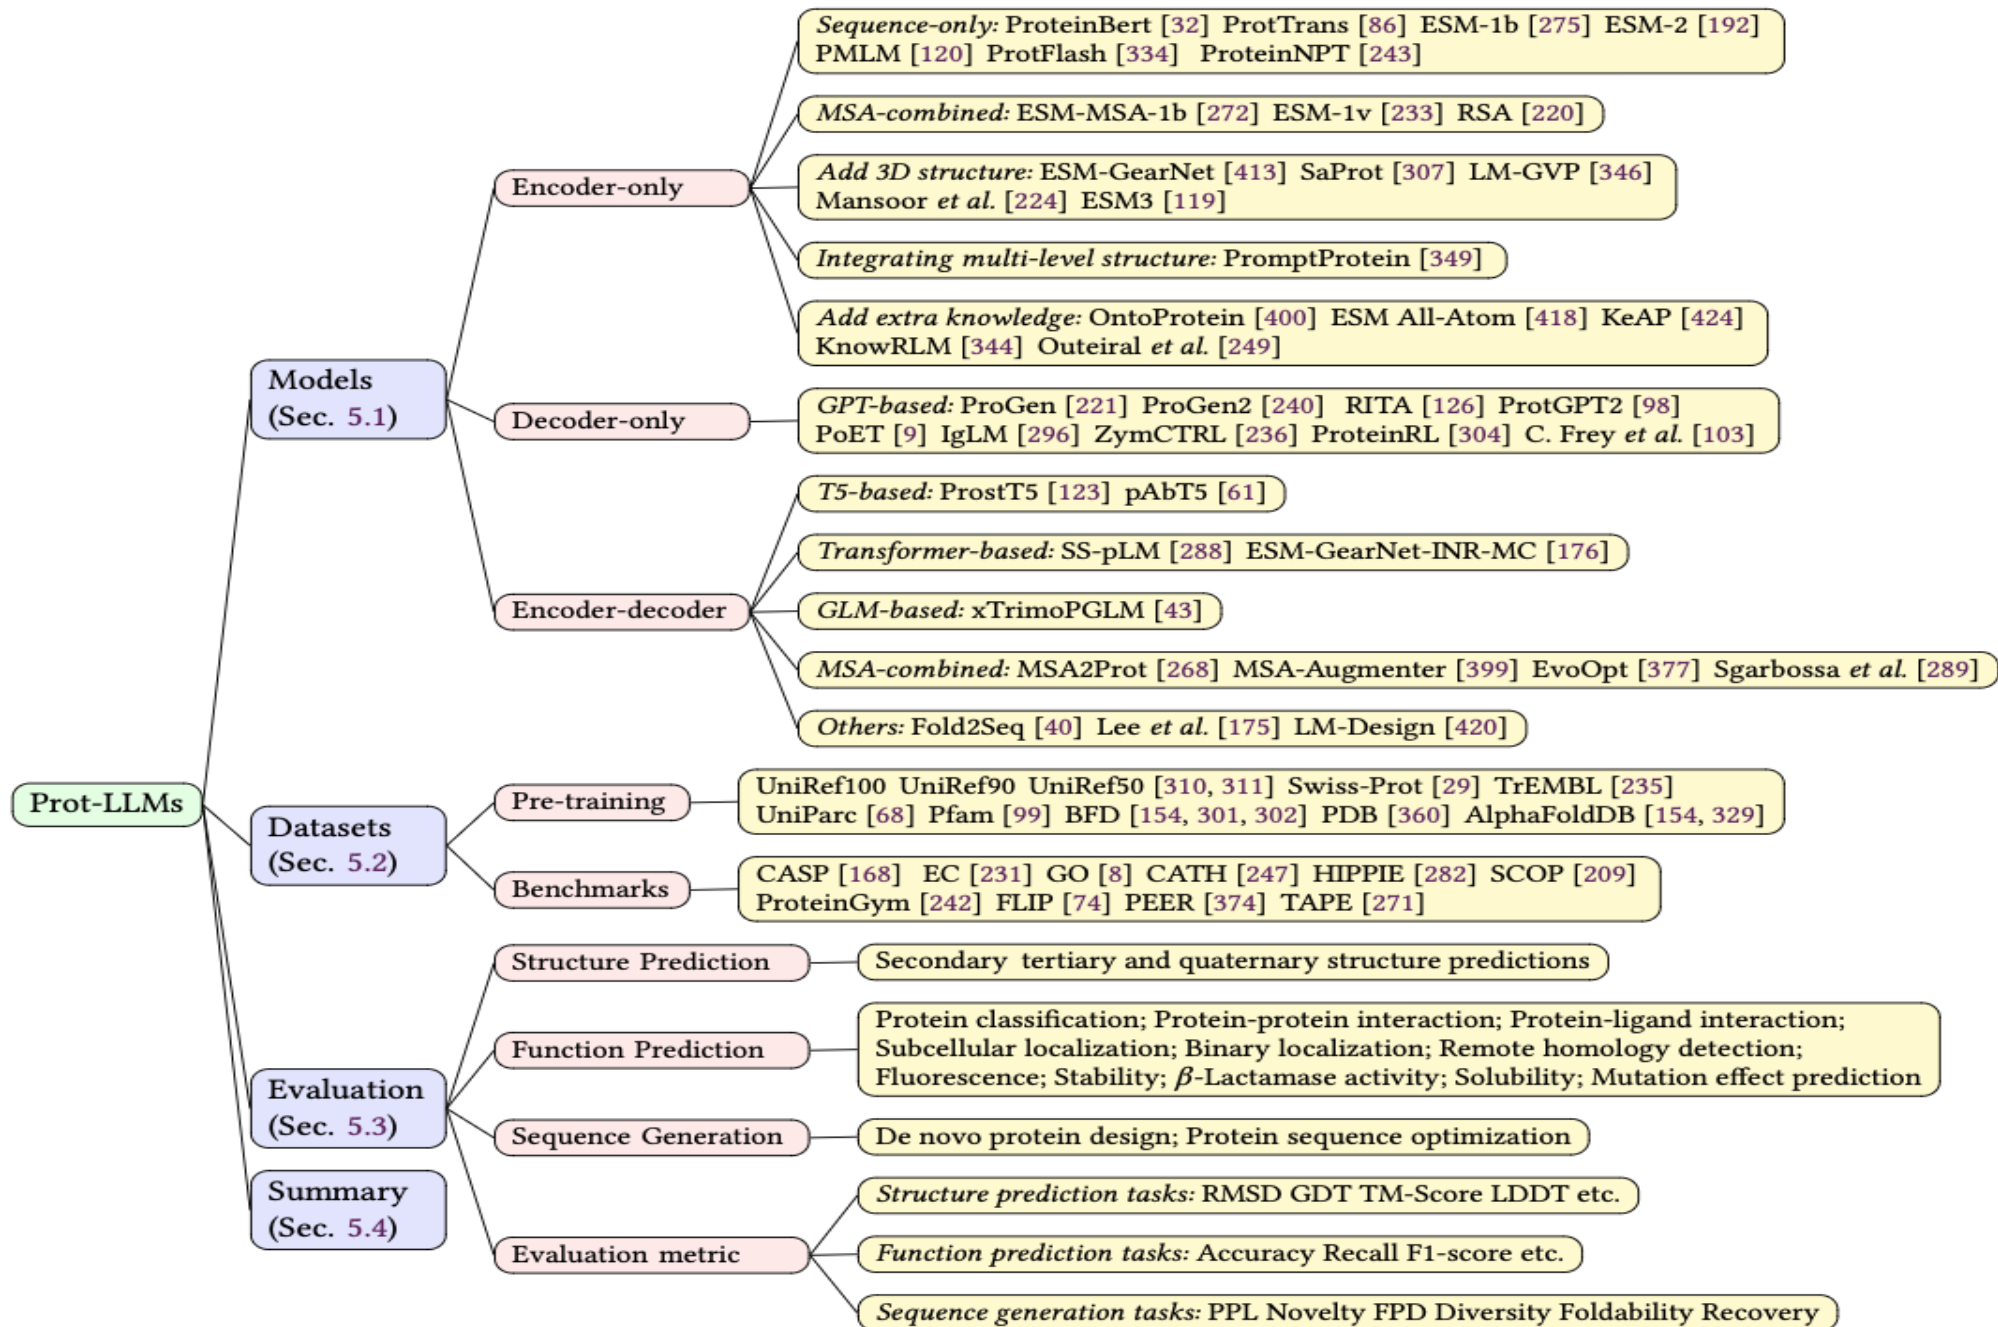 Prot-LLMs
Models
(Sec. 5.1)
Encoder-only
Sequence-only: ProteinBert [32] ProtTrans [86] ESM-1b [275] ESM-2 [192]
PMLM [120] ProtFlash [334] ProteinNPT [243]
MSA-combined: ESM-MSA-1b [272] ESM-1v [233] RSA [220]
Add 3D structure: ESM-GearNet [413] SaProt [307] LM-GVP [346]
Mansoor et al. [224] ESM3 [119]
Integrating multi-level structure: PromptProtein [349]
Add extra knowledge: OntoProtein [400] ESM All-Atom [418] KeAP [424]
KnowRLM [344] Outeiral et al. [249]
Decoder-only
GPT-based: ProGen [221] ProGen2 [240] RITA [126] ProtGPT2 [98]
PoET [9] IgLM [296] ZymCTRL [236] ProteinRL [304] C. Frey et al. [103]
Encoder-decoder
T5-based: ProstT5 [123] pAbT5 [61]
Transformer-based: SS-pLM [288] ESM-GearNet-INR-MC [176]
GLM-based: xTrimoPGLM [43]
MSA-combined: MSA2Prot [268] MSA-Augmenter [399] EvoOpt [377] Sgarbossa et al. [289]
Others: Fold2Seq [40] Lee et al. [175] LM-Design [420]
Datasets
(Sec. 5.2)
Pre-training
UniRef100 UniRef90 UniRef50 [310, 311] Swiss-Prot [29] TrEMBL [235]
UniParc [68] Pfam [99] BFD [154, 301, 302] PDB [360] AlphaFoldDB [154, 329]
Benchmarks
CASP [168] EC [231] GO [8] CATH [247] HIPPIE [282] SCOP [209]
ProteinGym [242] FLIP [74] PEER [374] TAPE [271]
Evaluation
(Sec. 5.3)
Structure Prediction
Secondary tertiary and quaternary structure predictions
Function Prediction
Protein classification; Protein-protein interaction; Protein-ligand interaction;
Subcellular localization; Binary localization; Remote homology detection;
Fluorescence; Stability; β-Lactamase activity; Solubility; Mutation effect prediction
Sequence Generation
De novo protein design; Protein sequence optimization
Evaluation metric
Structure prediction tasks: RMSD GDT TM-Score LDDT etc.
Function prediction tasks: Accuracy Recall F1-score etc.
Sequence generation tasks: PPL Novelty FPD Diversity Foldability Recovery
Summary
(Sec. 5.4)